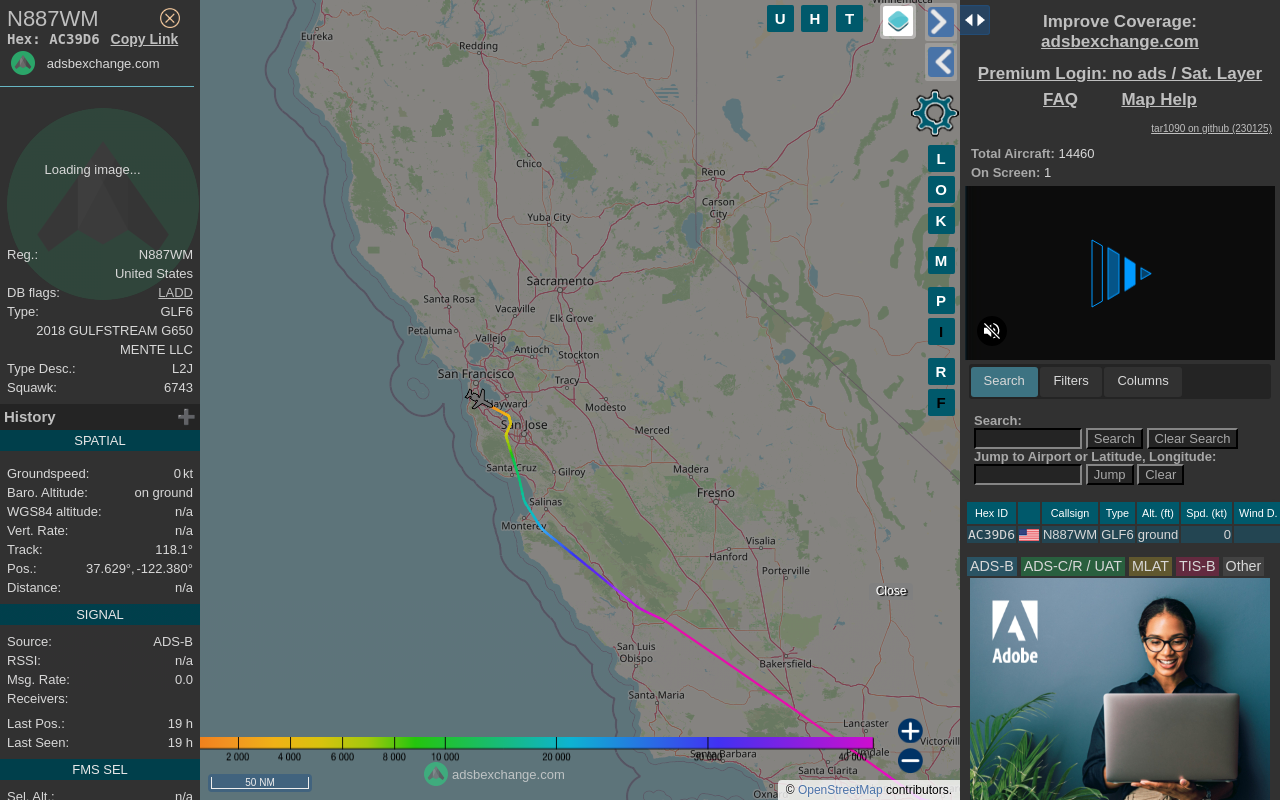 N887WM
Hex: AC39D6 Copy Link
adsbexchange.com
Loading image...
Reg.: N887WM
United States
DB flags: LADD
Type: GLF6
2018 GULFSTREAM G650
MENTE LLC
Type Desc.: L2J
Squawk: 6743
History
SPATIAL
Groundspeed: 0 kt
Baro. Altitude: on ground
WGS84 altitude: n/a
Vert. Rate: n/a
Track: 118.1°
Pos.: 37.629°, -122.380°
Distance: n/a
SIGNAL
Source: ADS-B
RSSI: n/a
Msg. Rate: 0.0
Receivers:
Last Pos.: 19 h
Last Seen: 19 h
FMS SEL
Sel. Alt.: n/a
Winnemucca
Eureka
Redding
Chico
Reno
Carson
City
Yuba City
Sacramento
Santa Rosa
Vacaville
Elk Grove
Petaluma
Vallejo
Antioch
Stockton
San Francisco
Tracy
Hayward
Modesto
San Jose
Merced
Santa Cruz
Gilroy
Madera
Salinas
Fresno
Monterey
Visalia
Hanford
Porterville
San Luis
Obispo
Bakersfield
Santa Maria
Lancaster
Palmdale
Victorvill
Santa Barbara
Santa Clarita
Oxna
U H T
L
O
K
M
P
I
R
F
Close
2 000 4 000 6 000 8 000 10 000 20 000 30 000 40 000+
50 NM
adsbexchange.com
© OpenStreetMap contributors.
Improve Coverage:
adsbexchange.com
Premium Login: no ads / Sat. Layer
FAQ Map Help
tar1090 on github (230125)
Total Aircraft: 14460
On Screen: 1
Search Filters Columns
Search:
Search Clear Search
Jump to Airport or Latitude, Longitude:
Jump Clear
Hex ID Callsign Type Alt. (ft) Spd. (kt) Wind D.
AC39D6 N887WM GLF6 ground 0
ADS-B ADS-C/R / UAT MLAT TIS-B Other
Adobe